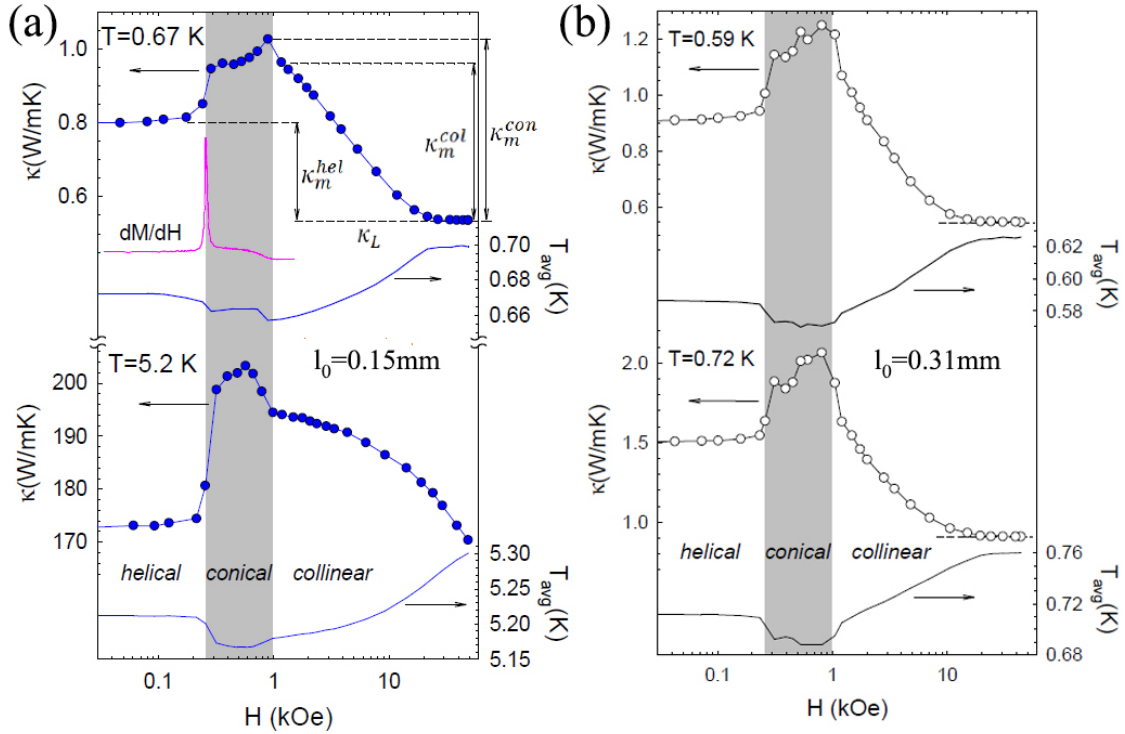 (a)
T=0.67 K
1.0
0.8
0.6
κ(W/mK)
κ_m^hel
κ_m^col
κ_m^con
κ_L
dM/dH
0.70
0.68
0.66
T_avg(K)
T=5.2 K
l_0=0.15mm
200
190
180
170
κ(W/mK)
helical conical collinear
5.30
5.25
5.20
5.15
T_avg(K)
0.1 1 10
H (kOe)
(b)
T=0.59 K
1.2
1.1
0.9
0.8
0.6
κ(W/mK)
0.62
0.60
0.58
T_avg(K)
T=0.72 K
l_0=0.31mm
2.0
1.5
1.0
κ(W/mK)
helical conical collinear
0.76
0.72
0.68
T_avg(K)
0.1 1 10
H (kOe)